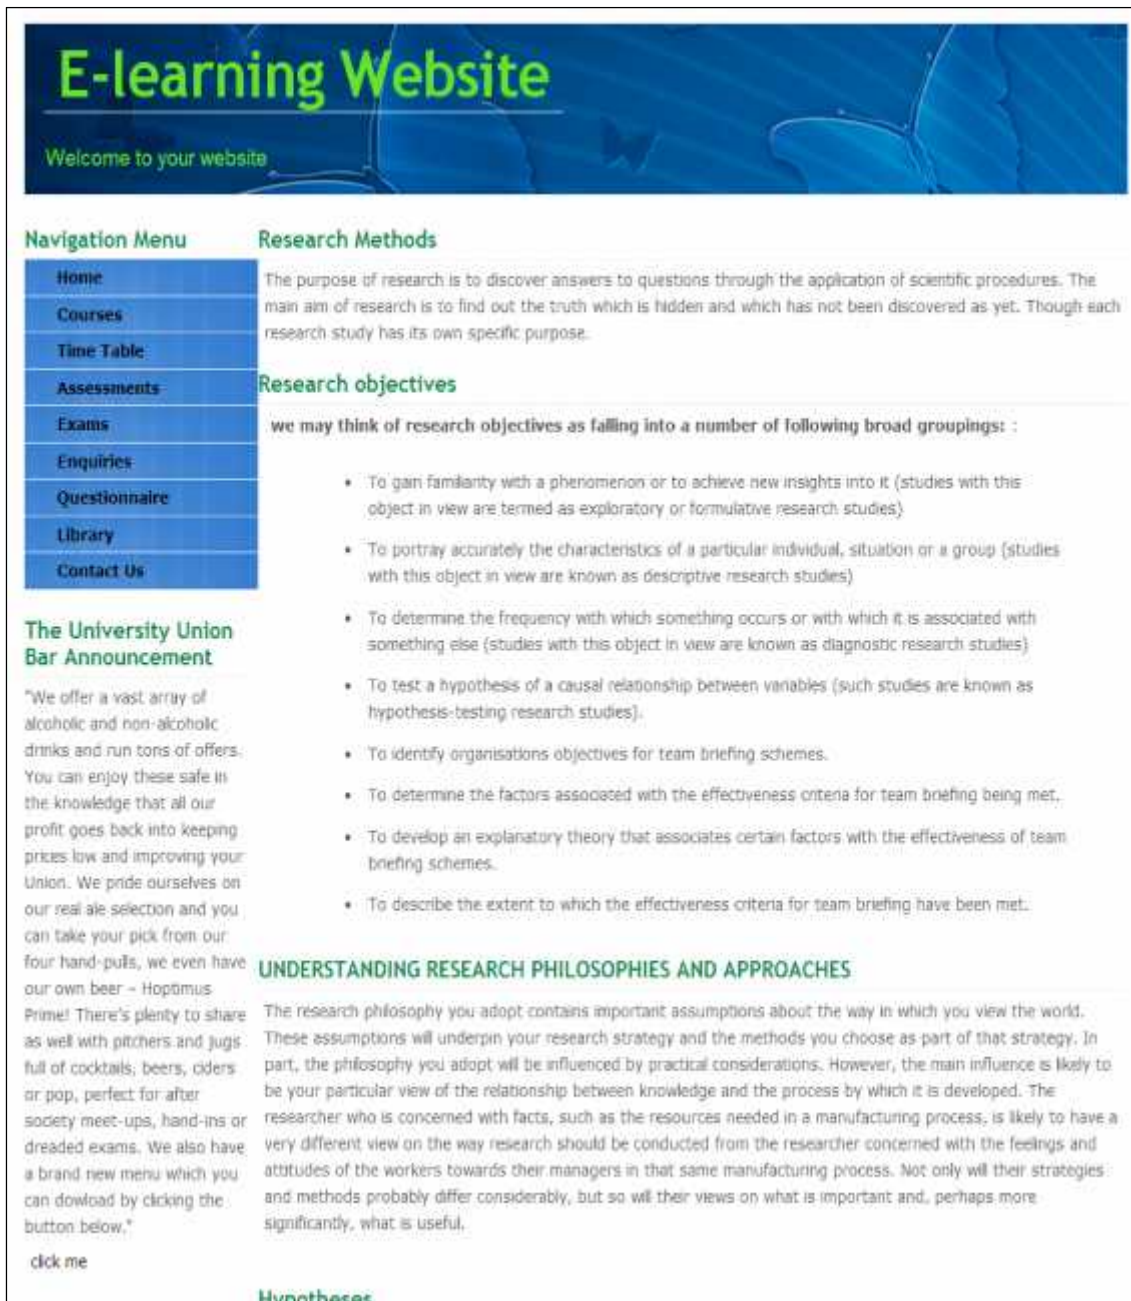 E-learning Website
Welcome to your website
Navigation Menu
Home
Courses
Time Table
Assessments
Exams
Enquiries
Questionnaire
Library
Contact Us
The University Union
Bar Announcement
"We offer a vast array of
alcoholic and non-alcoholic
drinks and run tons of offers.
You can enjoy these safe in
the knowledge that all our
profit goes back into keeping
prices low and improving your
Union. We pride ourselves on
our real ale selection and you
can take your pick from our
four hand-pulls, we even have
our own beer – Hoptimus
Prime! There's plenty to share
as well with pitchers and jugs
full of cocktails, beers, ciders
or pop, perfect for after
society meet-ups, hand-ins or
dreaded exams. We also have
a brand new menu which you
can dowload by clicking the
button below."
click me
Research Methods
The purpose of research is to discover answers to questions through the application of scientific procedures. The
main aim of research is to find out the truth which is hidden and which has not been discovered as yet. Though each
research study has its own specific purpose.
Research objectives
we may think of research objectives as falling into a number of following broad groupings: :
• To gain familiarity with a phenomenon or to achieve new insights into it (studies with this
object in view are termed as exploratory or formulative research studies)
• To portray accurately the characteristics of a particular individual, situation or a group (studies
with this object in view are known as descriptive research studies)
• To determine the frequency with which something occurs or with which it is associated with
something else (studies with this object in view are known as diagnostic research studies)
• To test a hypothesis of a causal relationship between variables (such studies are known as
hypothesis-testing research studies).
• To identify organisations objectives for team briefing schemes.
• To determine the factors associated with the effectiveness criteria for team briefing being met.
• To develop an explanatory theory that associates certain factors with the effectiveness of team
briefing schemes.
• To describe the extent to which the effectiveness criteria for team briefing have been met.
UNDERSTANDING RESEARCH PHILOSOPHIES AND APPROACHES
The research philosophy you adopt contains important assumptions about the way in which you view the world.
These assumptions will underpin your research strategy and the methods you choose as part of that strategy. In
part, the philosophy you adopt will be influenced by practical considerations. However, the main influence is likely to
be your particular view of the relationship between knowledge and the process by which it is developed. The
researcher who is concerned with facts, such as the resources needed in a manufacturing process, is likely to have a
very different view on the way research should be conducted from the researcher concerned with the feelings and
attitudes of the workers towards their managers in that same manufacturing process. Not only will their strategies
and methods probably differ considerably, but so will their views on what is important and, perhaps more
significantly, what is useful.
Hypotheses